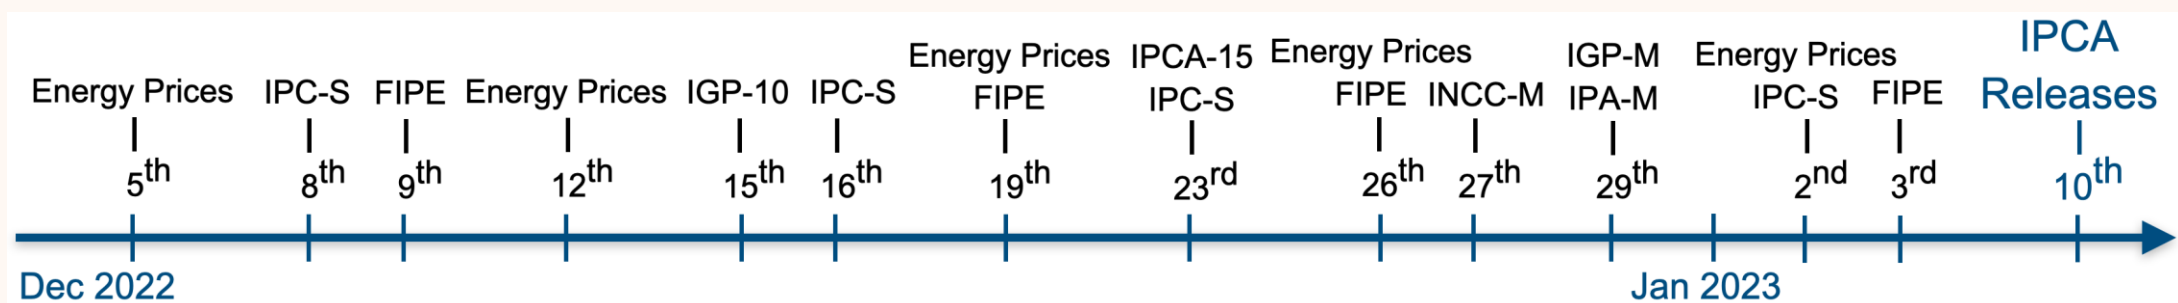 Energy Prices
5th
IPC-S
8th
FIPE
9th
Energy Prices
12th
IGP-10
15th
IPC-S
16th
Energy Prices
FIPE
19th
IPCA-15
IPC-S
23rd
Energy Prices
FIPE
26th
INCC-M
27th
IGP-M
IPA-M
29th
Energy Prices
IPC-S
2nd
FIPE
3rd
IPCA
Releases
10th
Dec 2022
Jan 2023